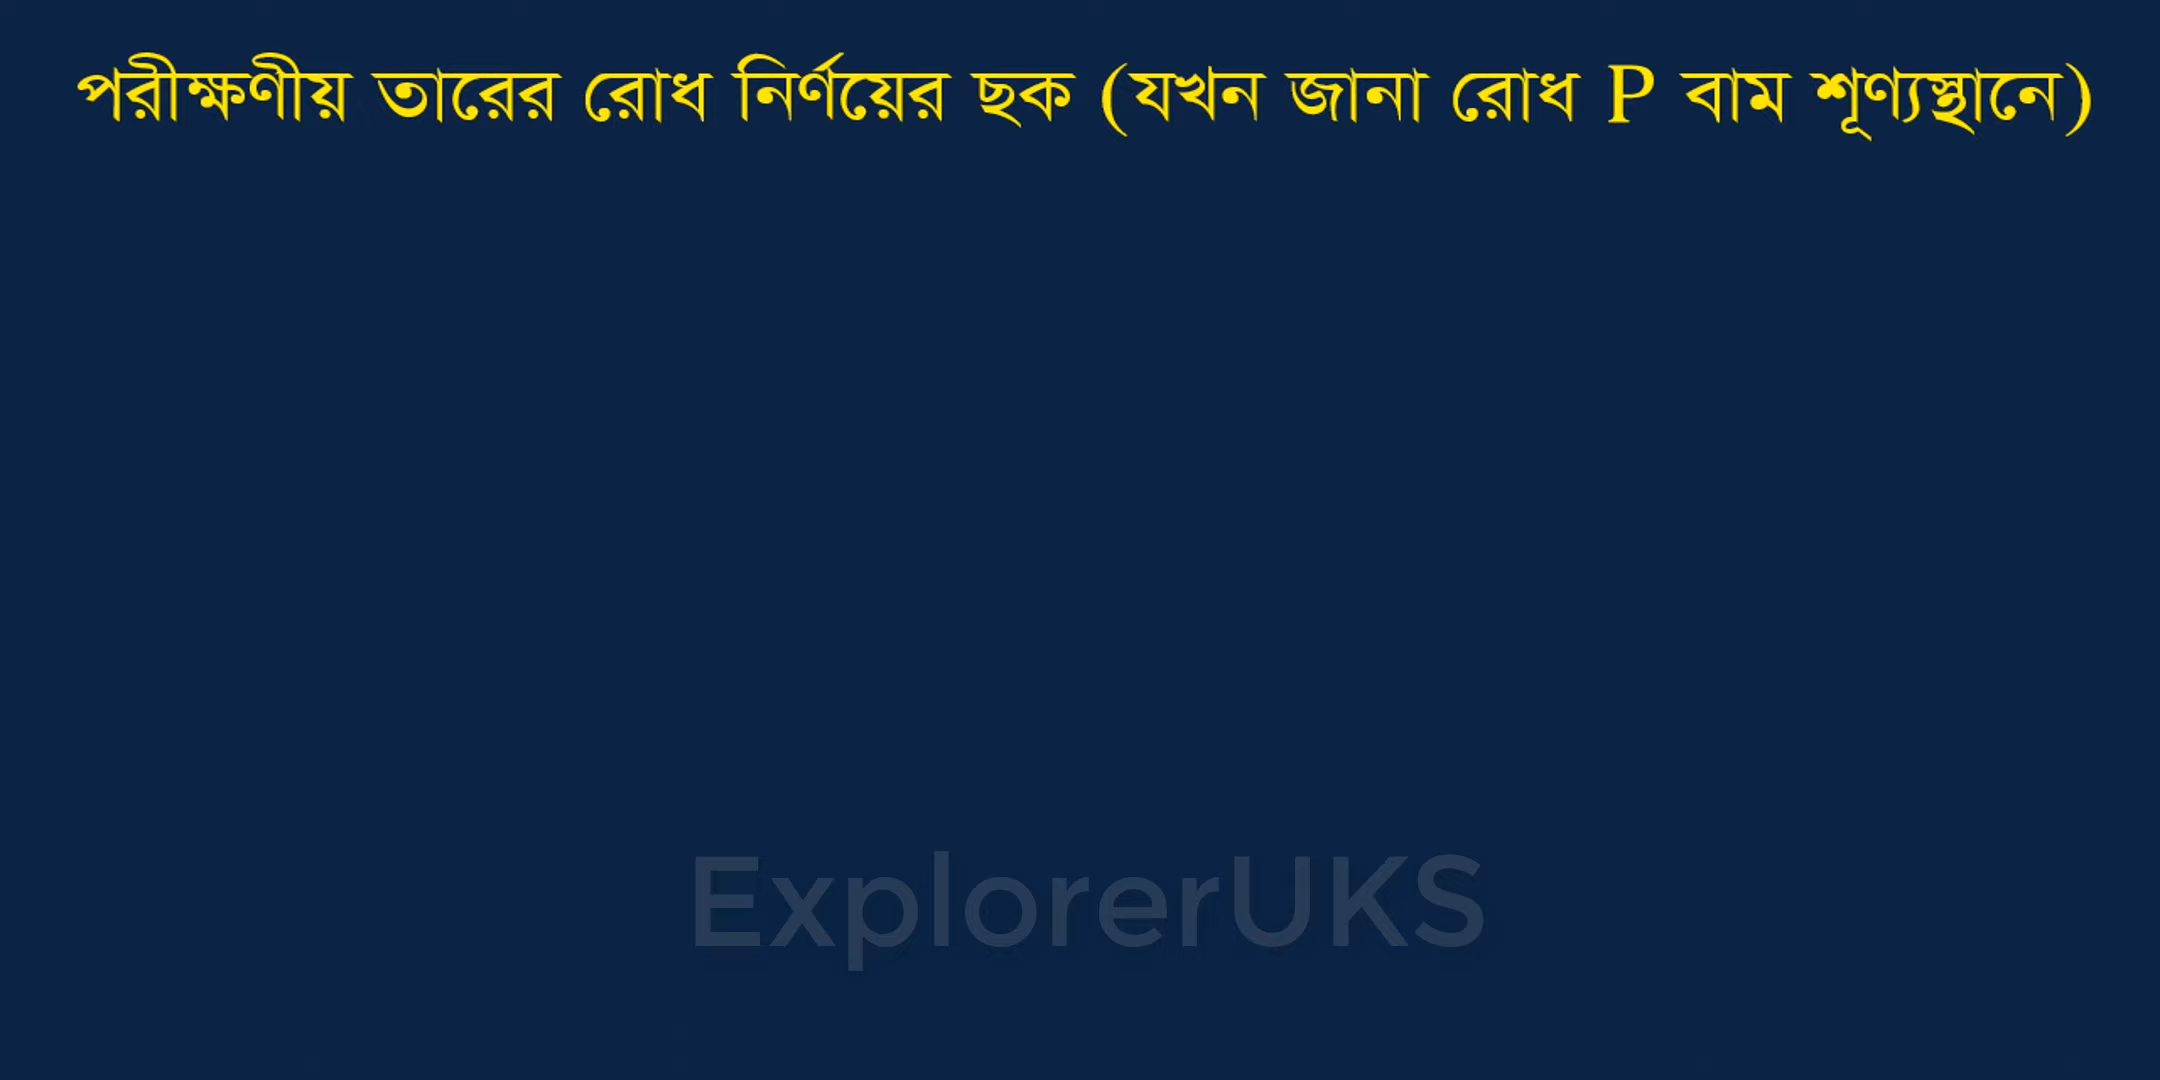 পরীক্ষণীয় তারের রোধ নির্ণয়ের ছক (যখন জানা রোধ P বাম শূণ্যস্থানে)
ExplorerUKS